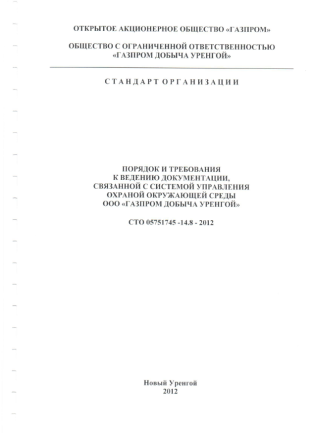 ОТКРЫТОЕ АКЦИОНЕРНОЕ ОБЩЕСТВО «ГАЗПРОМ»
ОБЩЕСТВО С ОГРАНИЧЕННОЙ ОТВЕТСТВЕННОСТЬЮ
«ГАЗПРОМ ДОБЫЧА УРЕНГОЙ»
СТАНДАРТ ОРГАНИЗАЦИИ
ПОРЯДОК И ТРЕБОВАНИЯ
К ВЕДЕНИЮ ДОКУМЕНТАЦИИ,
СВЯЗАННОЙ С СИСТЕМОЙ УПРАВЛЕНИЯ
ОХРАНОЙ ОКРУЖАЮЩЕЙ СРЕДЫ
ООО «ГАЗПРОМ ДОБЫЧА УРЕНГОЙ»
СТО 05751745 -14.8 - 2012
Новый Уренгой
2012